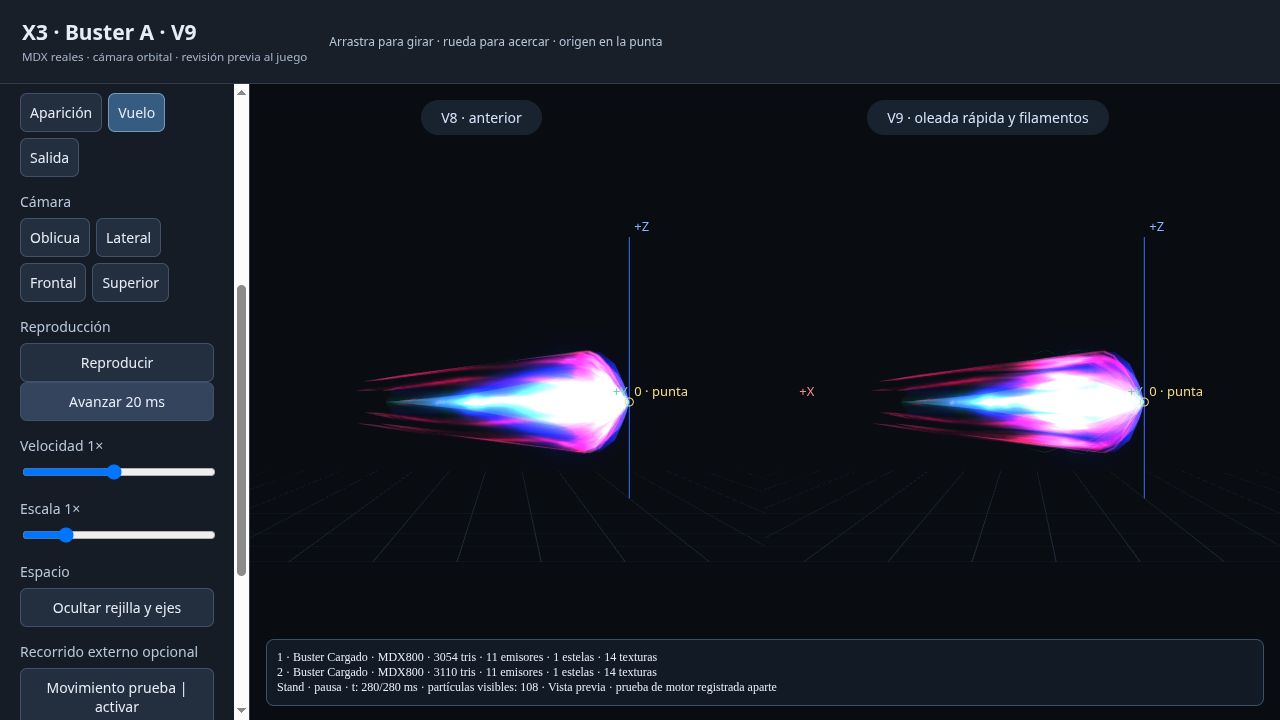 X3 · Buster A · V9
MDX reales · cámara orbital · revisión previa al juego
Arrastra para girar · rueda para acercar · origen en la punta
Aparición
Vuelo
Salida
Cámara
Oblicua
Lateral
Frontal
Superior
Reproducción
Reproducir
Avanzar 20 ms
Velocidad 1×
Escala 1×
Espacio
Ocultar rejilla y ejes
Recorrido externo opcional
Movimiento prueba |
activar
V8 · anterior
+Z
+X
0 · punta
V9 · oleada rápida y filamentos
+Z
+X
+X
0 · punta
1 · Buster Cargado · MDX800 · 3054 tris · 11 emisores · 1 estelas · 14 texturas
2 · Buster Cargado · MDX800 · 3110 tris · 11 emisores · 1 estelas · 14 texturas
Stand · pausa · t: 280/280 ms · partículas visibles: 108 · Vista previa · prueba de motor registrada aparte